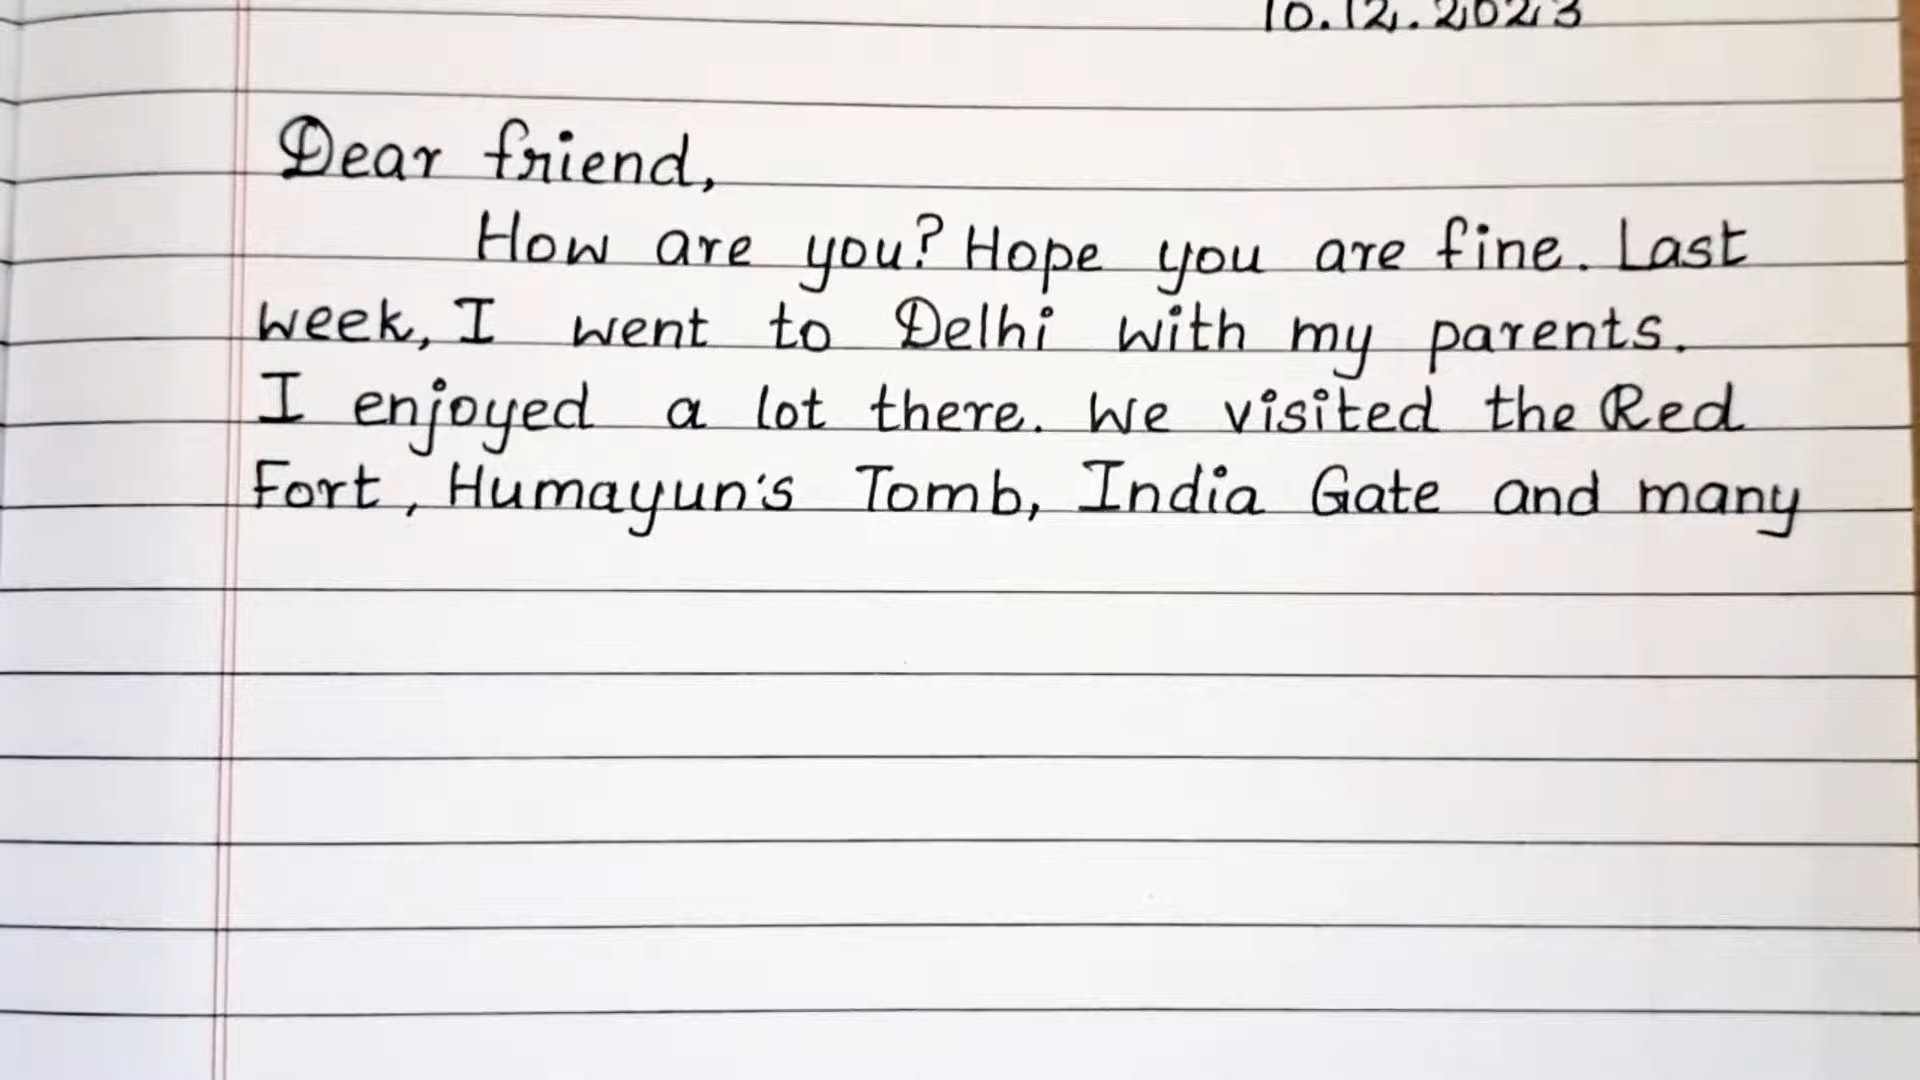 10.12.2023
Dear friend,
How are you? Hope you are fine. Last
week, I went to Delhi with my parents.
I enjoyed a lot there. We visited the Red
Fort, Humayun's Tomb, India Gate and many